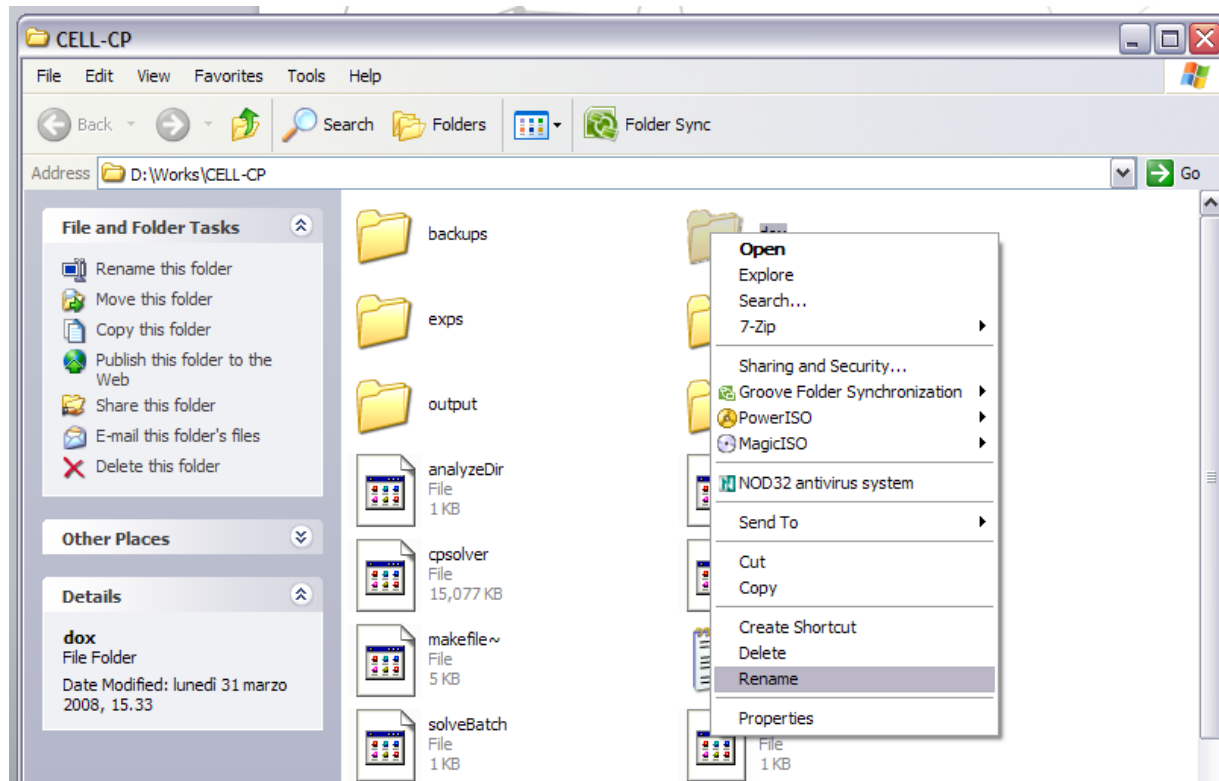 CELL-CP
File Edit View Favorites Tools Help
Back Search Folders Folder Sync
Address D:\Works\CELL-CP Go
File and Folder Tasks
Rename this folder
Move this folder
Copy this folder
Publish this folder to the
Web
Share this folder
E-mail this folder's files
Delete this folder
Other Places
Details
dox
File Folder
Date Modified: lunedì 31 marzo
2008, 15.33
backups
exps
output
analyzeDir
File
1 KB
cpsolver
File
15,077 KB
makefile~
File
5 KB
solveBatch
File
1 KB
Open
Explore
Search...
7-Zip
Sharing and Security...
Groove Folder Synchronization
PowerISO
MagicISO
NOD32 antivirus system
Send To
Cut
Copy
Create Shortcut
Delete
Rename
Properties
File
1 KB